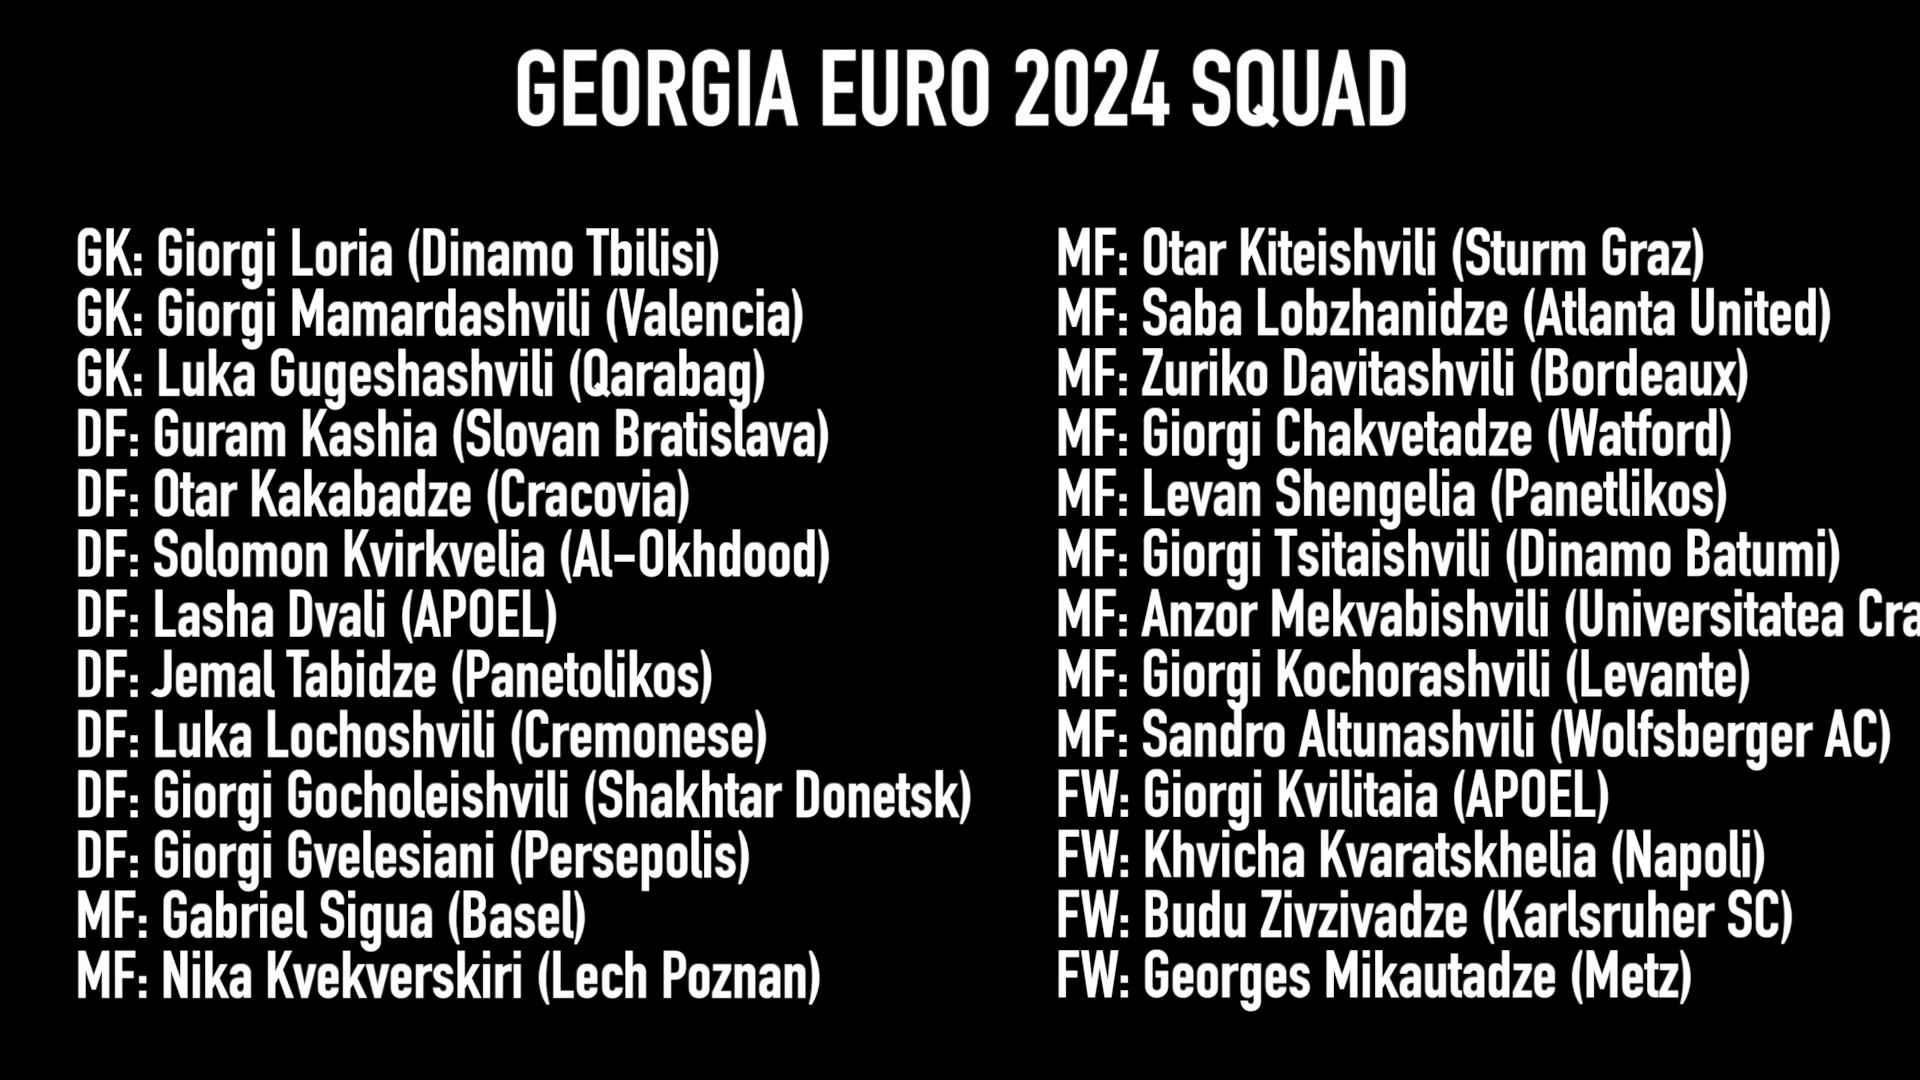 GEORGIA EURO 2024 SQUAD
GK: Giorgi Loria (Dinamo Tbilisi)
GK: Giorgi Mamardashvili (Valencia)
GK: Luka Gugeshashvili (Qarabag)
DF: Guram Kashia (Slovan Bratislava)
DF: Otar Kakabadze (Cracovia)
DF: Solomon Kvirkvelia (Al-Okhdood)
DF: Lasha Dvali (APOEL)
DF: Jemal Tabidze (Panetolikos)
DF: Luka Lochoshvili (Cremonese)
DF: Giorgi Gocholeishvili (Shakhtar Donetsk)
DF: Giorgi Gvelesiani (Persepolis)
MF: Gabriel Sigua (Basel)
MF: Nika Kvekverskiri (Lech Poznan)
MF: Otar Kiteishvili (Sturm Graz)
MF: Saba Lobzhanidze (Atlanta United)
MF: Zuriko Davitashvili (Bordeaux)
MF: Giorgi Chakvetadze (Watford)
MF: Levan Shengelia (Panetlikos)
MF: Giorgi Tsitaishvili (Dinamo Batumi)
MF: Anzor Mekvabishvili (Universitatea Cra
MF: Giorgi Kochorashvili (Levante)
MF: Sandro Altunashvili (Wolfsberger AC)
FW: Giorgi Kvilitaia (APOEL)
FW: Khvicha Kvaratskhelia (Napoli)
FW: Budu Zivzivadze (Karlsruher SC)
FW: Georges Mikautadze (Metz)